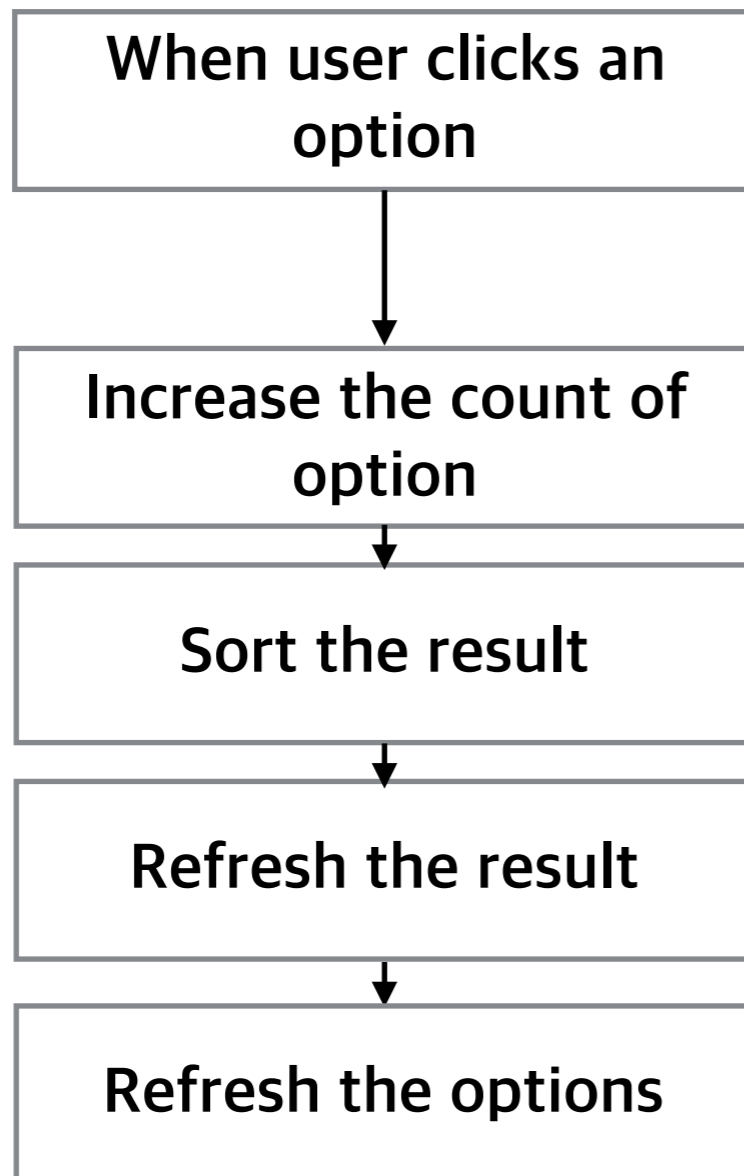 When user clicks an
option
Increase the count of
option
Sort the result
Refresh the result
Refresh the options